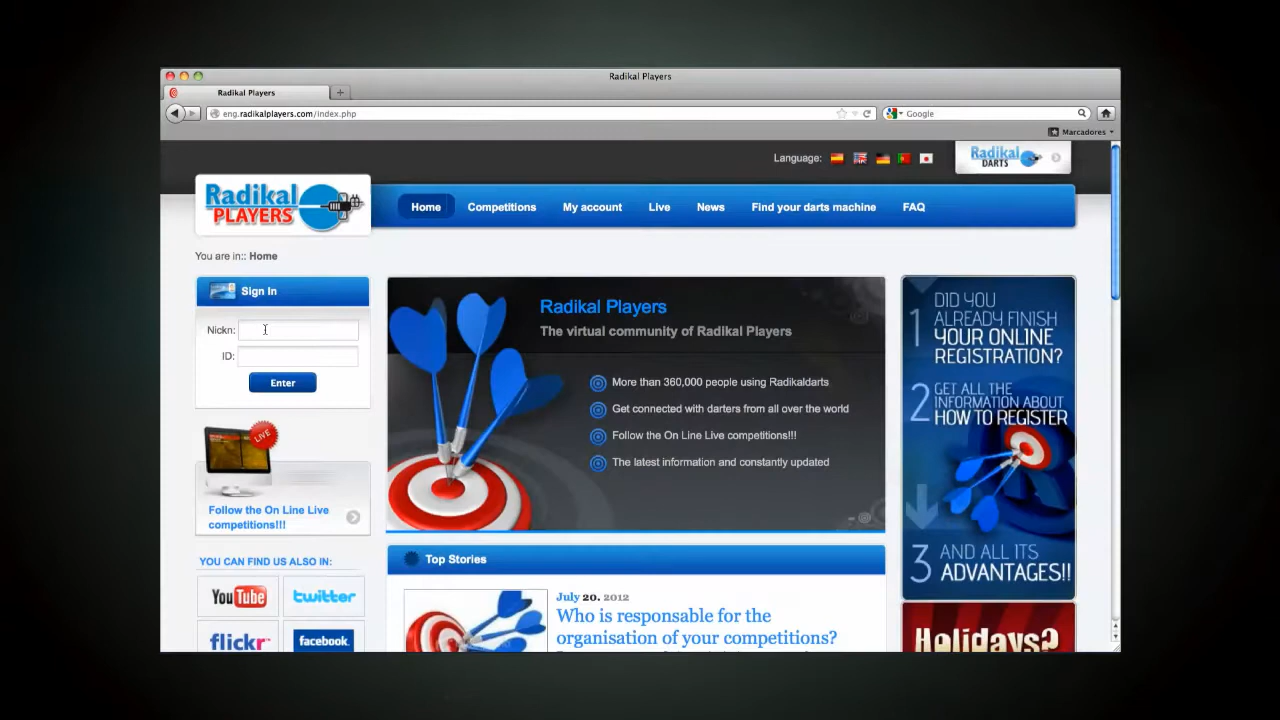 Radikal Players
Radikal Players
eng.radikalplayers.com/index.php
Google
Marcadores
Language:
Radikal
DARTS
Radikal
PLAYERS
Home
Competitions
My account
Live
News
Find your darts machine
FAQ
You are in:: Home
Sign In
Nickn:
ID:
Enter
LIVE
Follow the On Line Live
competitions!!!
YOU CAN FIND US ALSO IN:
YouTube
twitter
flickr
facebook
Radikal Players
The virtual community of Radikal Players
More than 360,000 people using Radikaldarts
Get connected with darters from all over the world
Follow the On Line Live competitions!!!
The latest information and constantly updated
Top Stories
July 20. 2012
Who is responsable for the
organisation of your competitions?
DID YOU
ALREADY FINISH
1 YOUR ONLINE
REGISTRATION?
GET ALL THE
2 INFORMATION ABOUT
HOW TO REGISTER
3 AND ALL ITS
ADVANTAGES!!
Holidays?